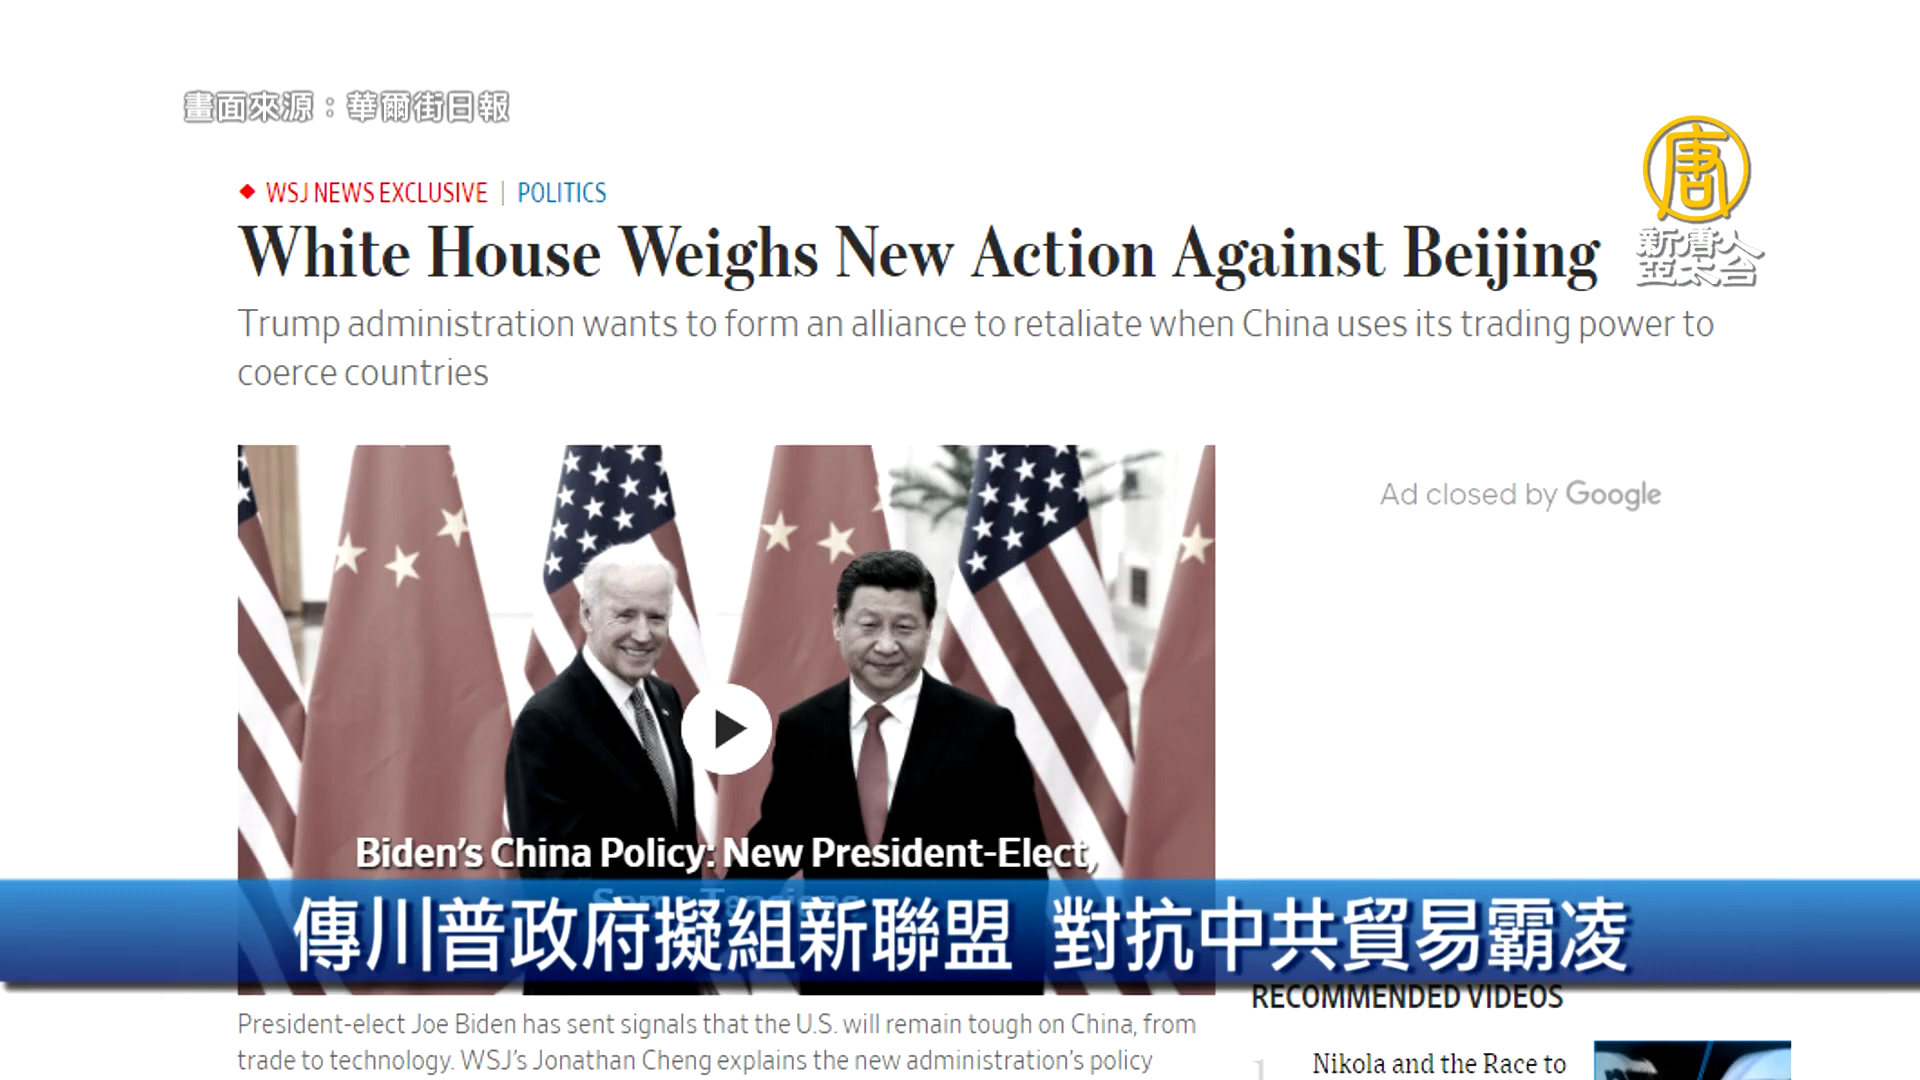 畫面來源：華爾街日報
WSJ NEWS EXCLUSIVE | POLITICS
White House Weighs New Action Against Beijing
唐
新唐人
亞太台
Trump administration wants to form an alliance to retaliate when China uses its trading power to
coerce countries
Ad closed by Google
Biden's China Policy: New President-Elect,
傳川普政府擬組新聯盟 對抗中共貿易霸凌
RECOMMENDED VIDEOS
President-elect Joe Biden has sent signals that the U.S. will remain tough on China, from
trade to technology. WSJ's Jonathan Cheng explains the new administration's policy
1 Nikola and the Race to